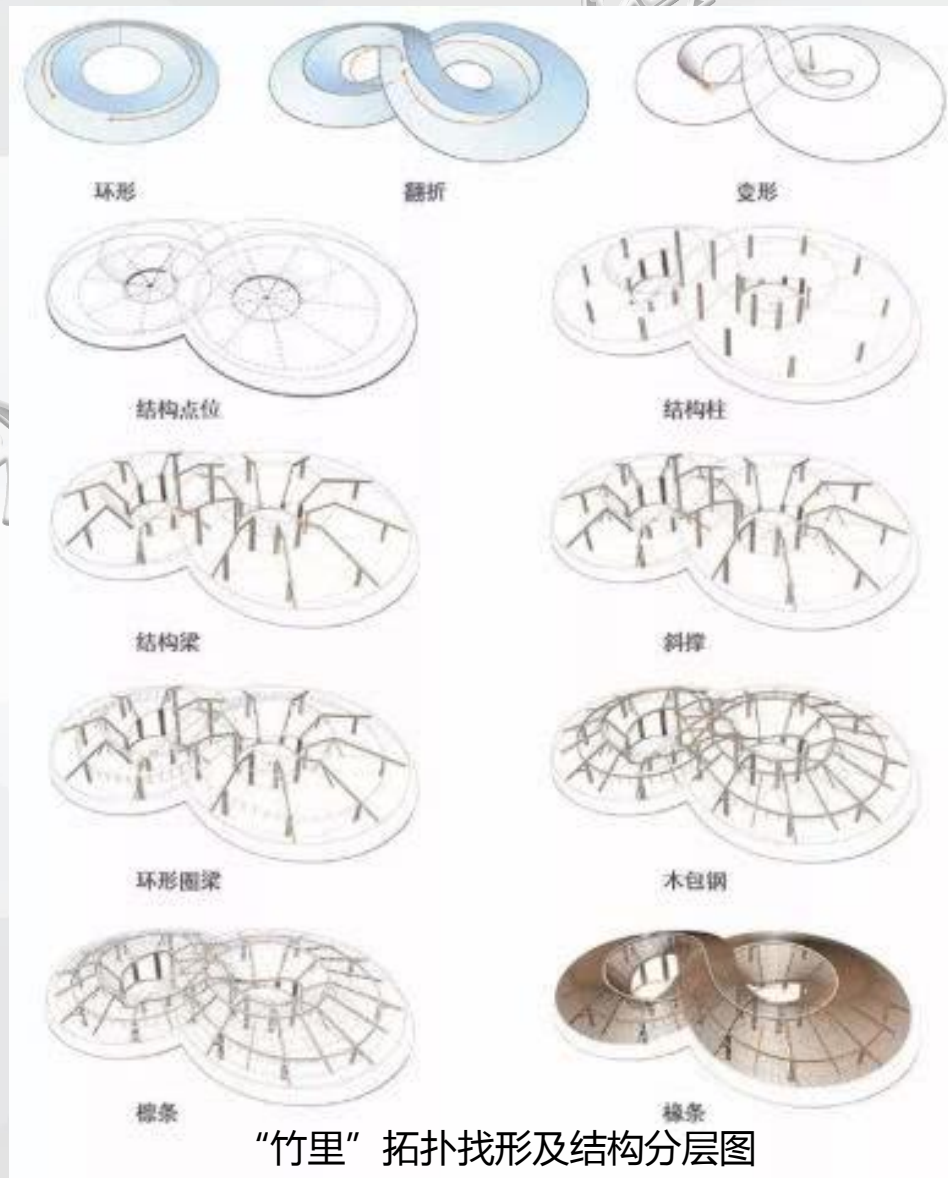 环形
翻折
变形
结构点位
结构柱
结构梁
斜撑
环形圈梁
木包钢
檩条
椽条
“竹里”拓扑找形及结构分层图